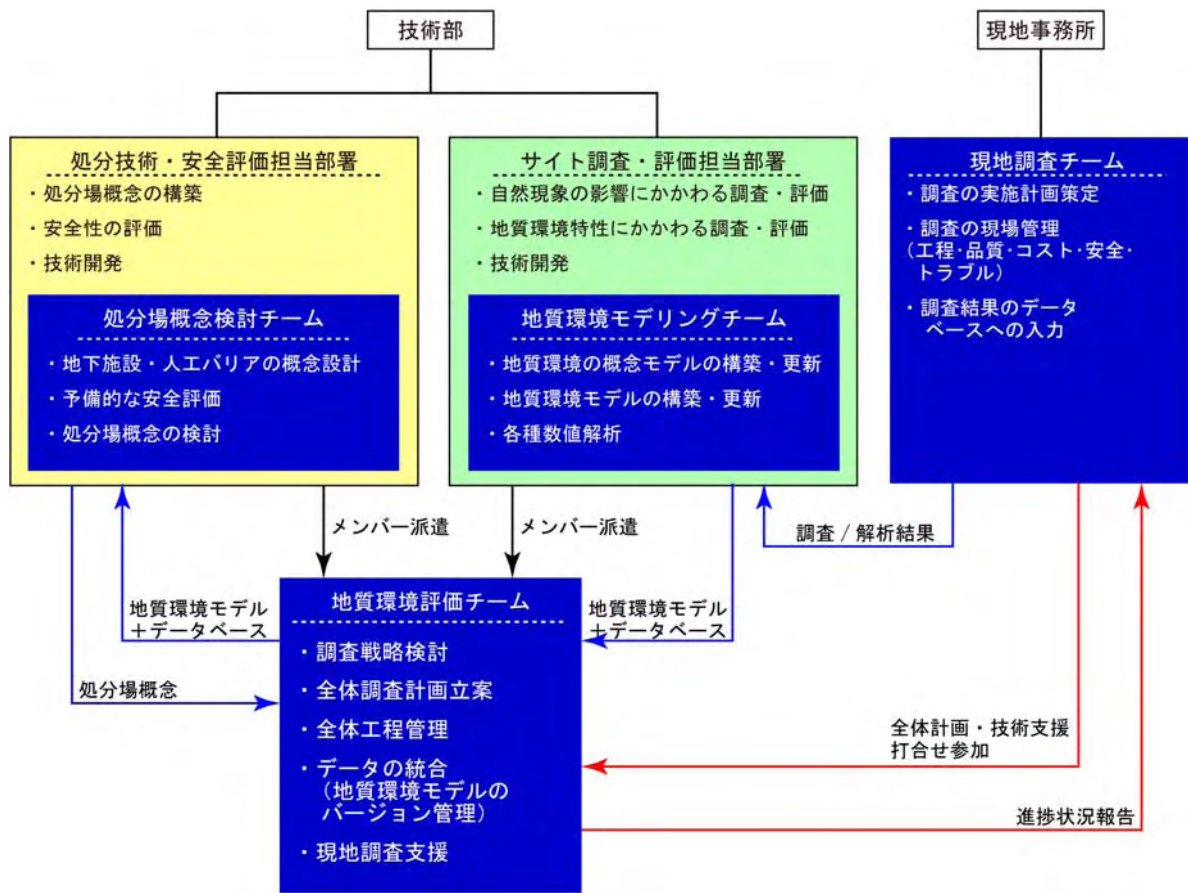 技術部
現地事務所
処分技術・安全評価担当部署
・処分場概念の構築
・安全性の評価
・技術開発
処分場概念検討チーム
・地下施設・人工バリアの概念設計
・予備的な安全評価
・処分場概念の検討
サイト調査・評価担当部署
・自然現象の影響にかかわる調査・評価
・地質環境特性にかかわる調査・評価
・技術開発
地質環境モデリングチーム
・地質環境の概念モデルの構築・更新
・地質環境モデルの構築・更新
・各種数値解析
現地調査チーム
・調査の実施計画策定
・調査の現場管理
（工程・品質・コスト・安全・
トラブル）
・調査結果のデータ
ベースへの入力
メンバー派遣
メンバー派遣
調査 / 解析結果
地質環境モデル
＋データベース
処分場概念
地質環境評価チーム
・調査戦略検討
・全体調査計画立案
・全体工程管理
・データの統合
（地質環境モデルの
バージョン管理）
・現地調査支援
地質環境モデル
＋データベース
全体計画・技術支援
打合せ参加
進捗状況報告